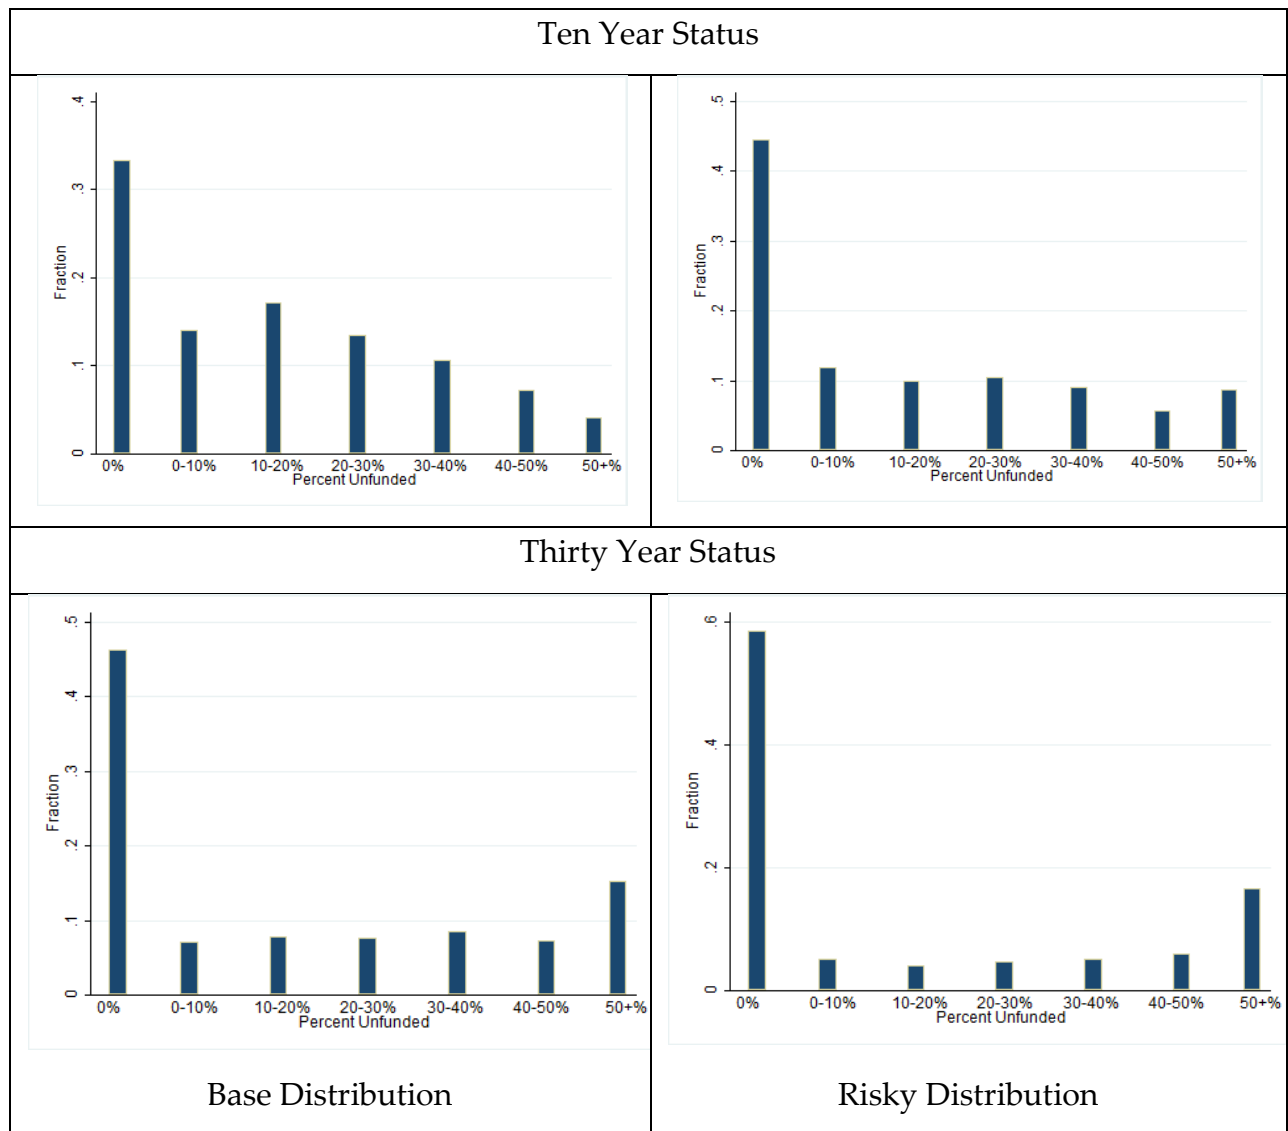 Ten Year Status
.4
.3
.2
.1
0
Fraction
0% 0-10% 10-20% 20-30% 30-40% 40-50% 50+%
Percent Unfunded
.5
.4
.3
.2
.1
0
Fraction
0% 0-10% 10-20% 20-30% 30-40% 40-50% 50+%
Percent Unfunded
Thirty Year Status
.5
.4
.3
.2
.1
0
Fraction
0% 0-10% 10-20% 20-30% 30-40% 40-50% 50+%
Percent Unfunded
Base Distribution
.6
.4
.2
0
Fraction
0% 0-10% 10-20% 20-30% 30-40% 40-50% 50+%
Percent Unfunded
Risky Distribution